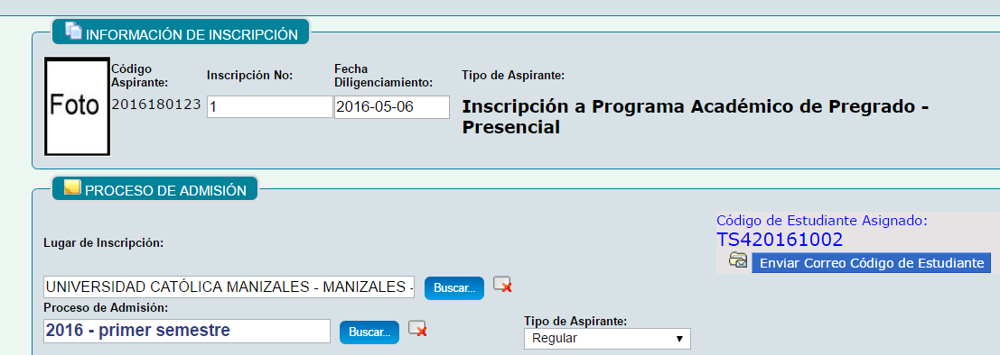 INFORMACIÓN DE INSCRIPCIÓN
Foto
Código
Aspirante:
2016180123
Inscripción No:
1
Fecha
Diligenciamiento:
2016-05-06
Tipo de Aspirante:
Inscripción a Programa Académico de Pregrado -
Presencial
PROCESO DE ADMISIÓN
Código de Estudiante Asignado:
TS420161002
Enviar Correo Código de Estudiante
Lugar de Inscripción:
UNIVERSIDAD CATÓLICA MANIZALES - MANIZALES -
Buscar...
Proceso de Admisión:
2016 - primer semestre
Buscar...
Tipo de Aspirante:
Regular